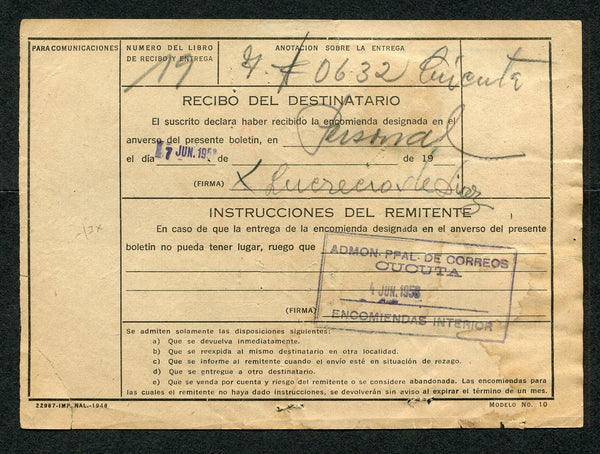 PARA COMUNICACIONES
NUMERO DEL LIBRO
DE RECIBO Y ENTREGA
19
ANOTACION SOBRE LA ENTREGA
0632 Cúcuta
RECIBO DEL DESTINATARIO
El suscrito declara haber recibido la encomienda designada en el
anverso del presente boletín, en Personal
el día 7 JUN. 195 de de 19
(FIRMA) X Lucrecia de Diaz
INSTRUCCIONES DEL REMITENTE
En caso de que la entrega de la encomienda designada en el anverso del presente
boletín no pueda tener lugar, ruego que
ADMON. PPAL. DE CORREOS
CUCUTA
4 JUN. 1958
ENCOMIENDAS INTERIOR
(FIRMA)
Se admiten solamente las disposiciones siguientes:
a) Que se devuelva inmediatamente.
b) Que se reexpida al mismo destinatario en otra localidad.
c) Que se informe al remitente cuando el envío esté en situación de rezago.
d) Que se entregue a otro destinatario.
e) Que se venda por cuenta y riesgo del remitente o se considere abandonada. Las encomiendas para
las cuales el remitente no haya dado instrucciones, se devolverán sin aviso al expirar el término de un mes.
22967-IMP. NAL.-1948
MODELO NO. 10